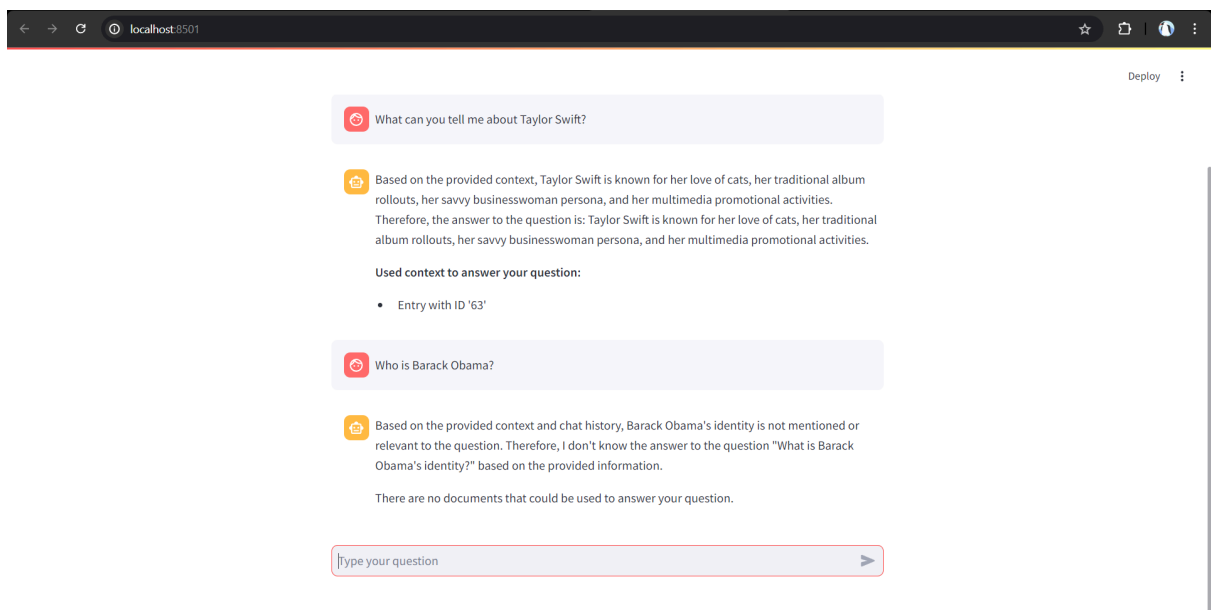 localhost:8501
Deploy
What can you tell me about Taylor Swift?
Based on the provided context, Taylor Swift is known for her love of cats, her traditional album
rollouts, her savvy businesswoman persona, and her multimedia promotional activities.
Therefore, the answer to the question is: Taylor Swift is known for her love of cats, her traditional
album rollouts, her savvy businesswoman persona, and her multimedia promotional activities.
Used context to answer your question:
• Entry with ID '63'
Who is Barack Obama?
Based on the provided context and chat history, Barack Obama's identity is not mentioned or
relevant to the question. Therefore, I don't know the answer to the question "What is Barack
Obama's identity?" based on the provided information.
There are no documents that could be used to answer your question.
Type your question